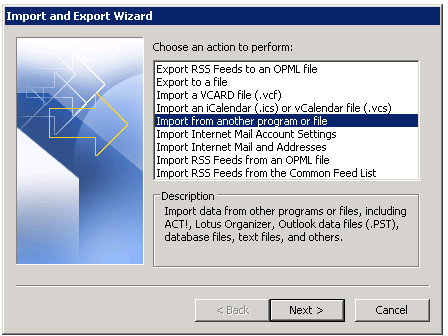 Import and Export Wizard
Choose an action to perform:
Export RSS Feeds to an OPML file
Export to a file
Import a VCARD file (.vcf)
Import an iCalendar (.ics) or vCalendar file (.vcs)
Import from another program or file
Import Internet Mail Account Settings
Import Internet Mail and Addresses
Import RSS Feeds from an OPML file
Import RSS Feeds from the Common Feed List
Description
Import data from other programs or files, including
ACT!, Lotus Organizer, Outlook data files (.PST),
database files, text files, and others.
< Back
Next >
Cancel